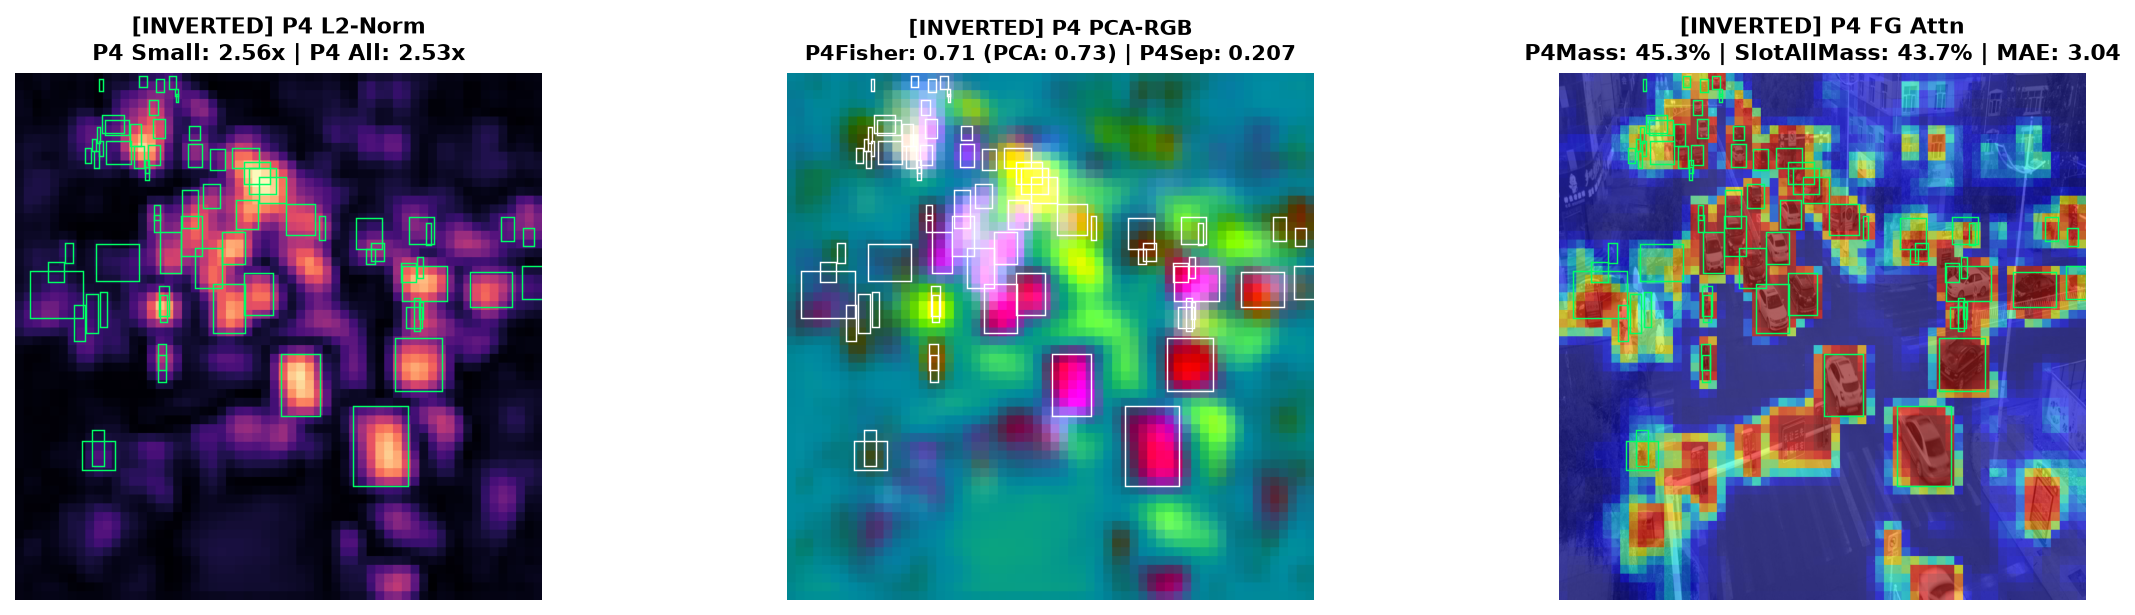 [INVERTED] P4 L2-Norm
P4 Small: 2.56x | P4 All: 2.53x
[INVERTED] P4 PCA-RGB
P4Fisher: 0.71 (PCA: 0.73) | P4Sep: 0.207
[INVERTED] P4 FG Attn
P4Mass: 45.3% | SlotAllMass: 43.7% | MAE: 3.04